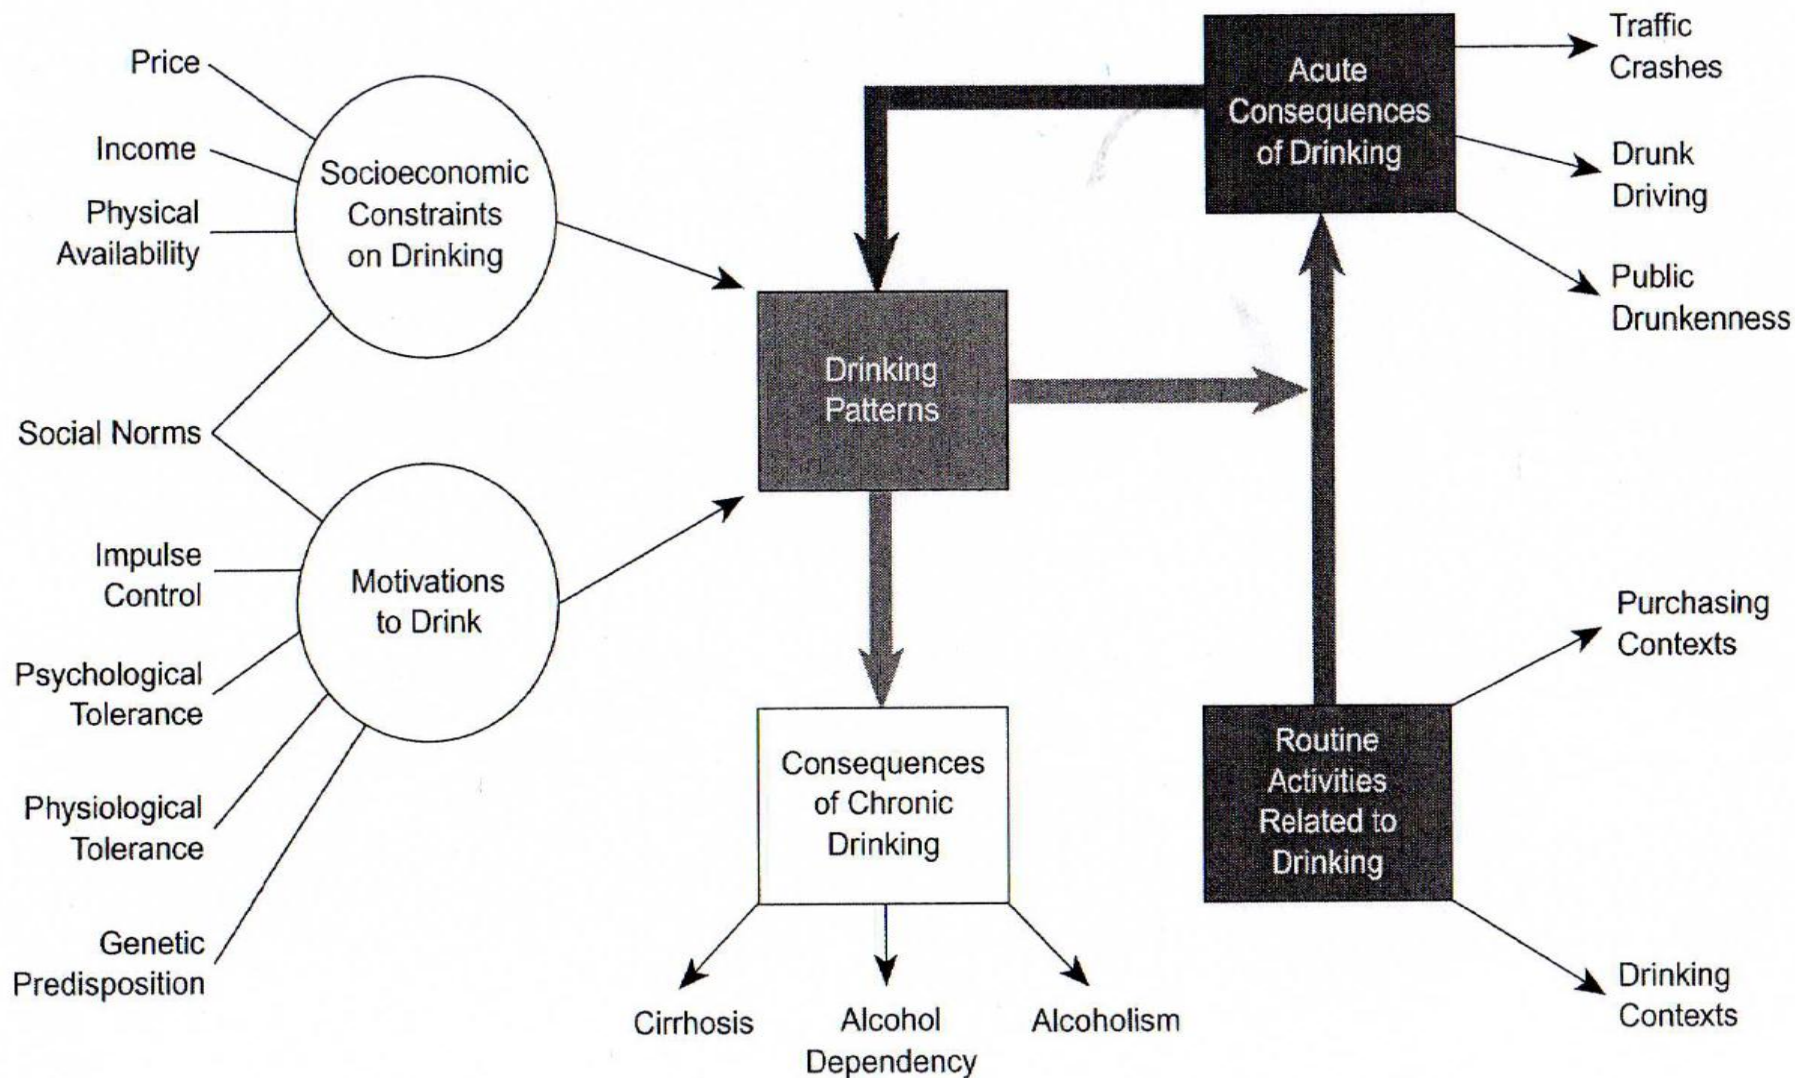 Price
Income
Physical
Availability
Social Norms
Impulse
Control
Psychological
Tolerance
Physiological
Tolerance
Genetic
Predisposition
Socioeconomic
Constraints
on Drinking
Motivations
to Drink
Drinking
Patterns
Consequences
of Chronic
Drinking
Cirrhosis
Alcohol
Dependency
Alcoholism
Acute
Consequences
of Drinking
Traffic
Crashes
Drunk
Driving
Public
Drunkenness
Routine
Activities
Related to
Drinking
Purchasing
Contexts
Drinking
Contexts